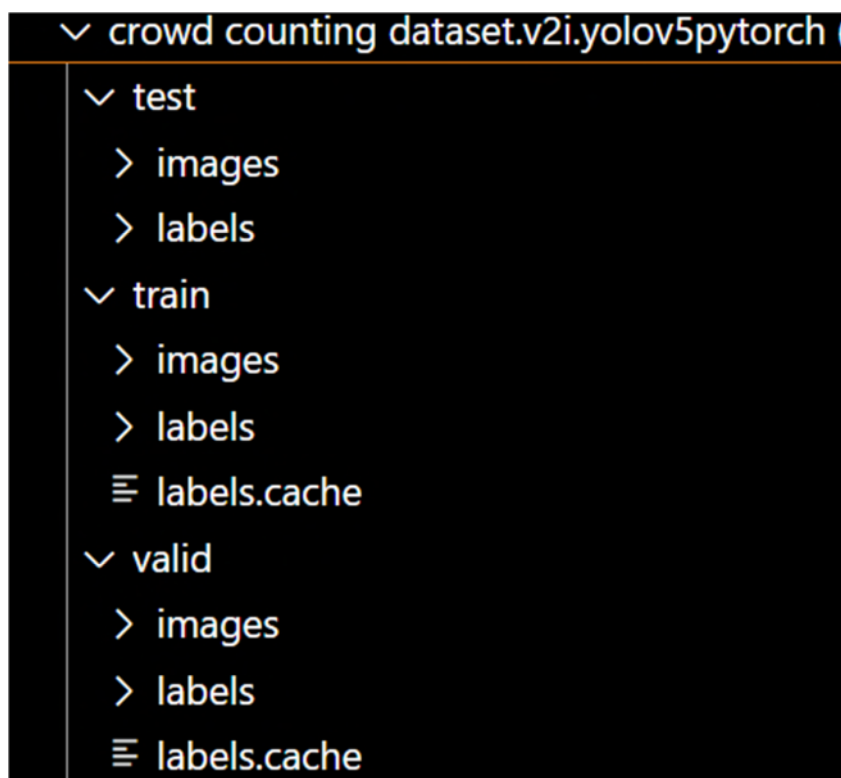 crowd counting dataset.v2i.yolov5pytorch
test
images
labels
train
images
labels
labels.cache
valid
images
labels
labels.cache